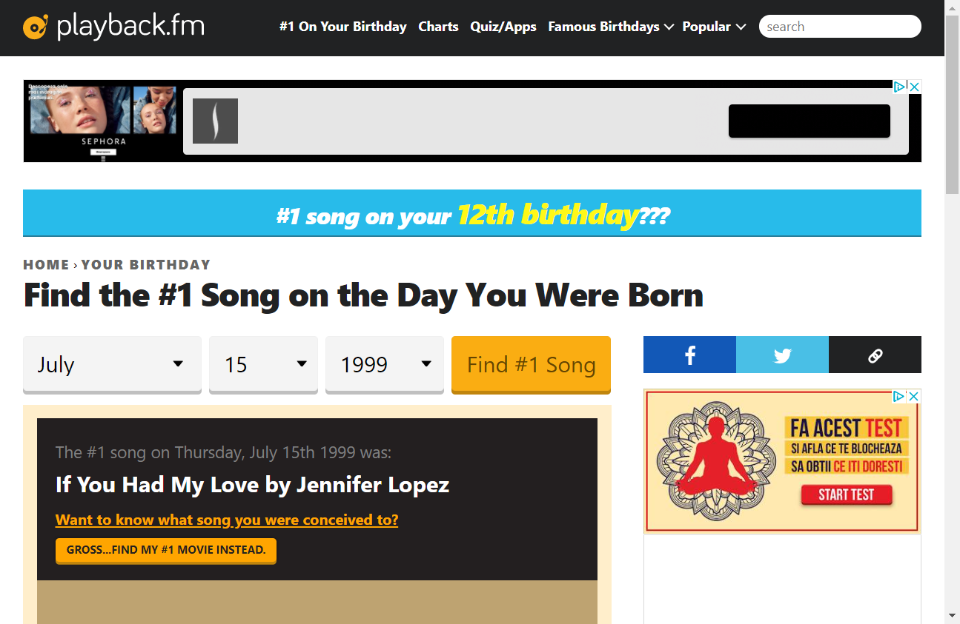 playback.fm
#1 On Your Birthday Charts Quiz/Apps Famous Birthdays Popular search
SEPHORA
#1 song on your 12th birthday???
HOME › YOUR BIRTHDAY
Find the #1 Song on the Day You Were Born
July 15 1999 Find #1 Song
The #1 song on Thursday, July 15th 1999 was:
If You Had My Love by Jennifer Lopez
Want to know what song you were conceived to?
GROSS...FIND MY #1 MOVIE INSTEAD.
FA ACEST TEST
SI AFLA CE TE BLOCHEAZA
SA OBTII CE ITI DORESTI
START TEST